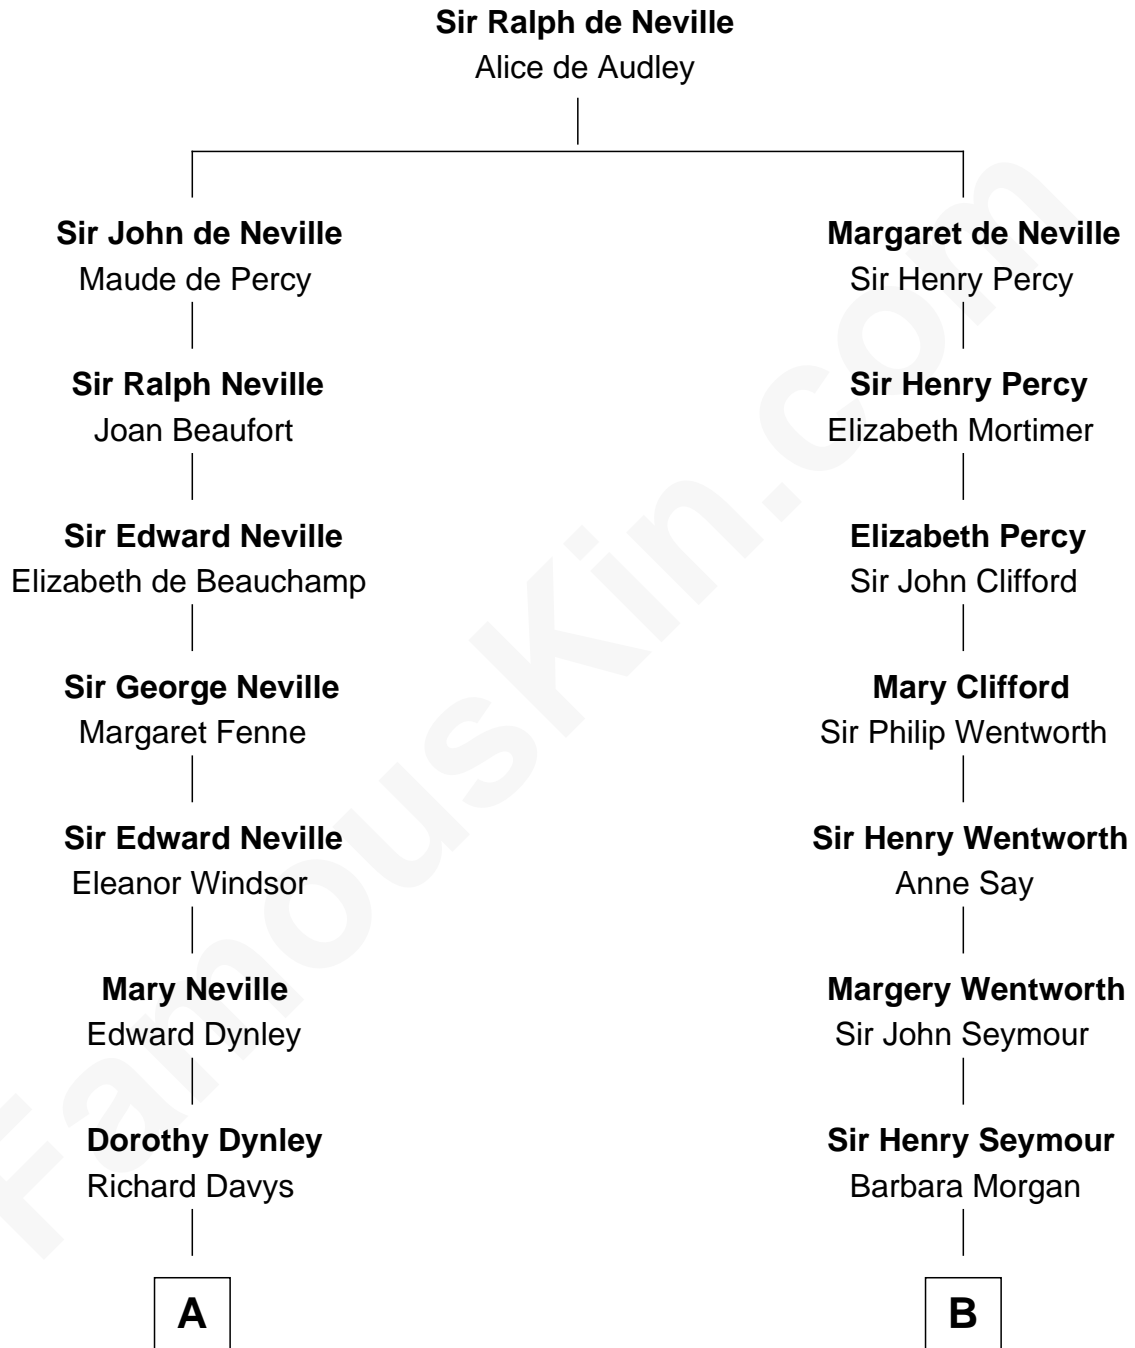 Sir Ralph de Neville
Alice de Audley
Sir John de Neville
Maude de Percy
Margaret de Neville
Sir Henry Percy
Sir Ralph Neville
Joan Beaufort
Sir Henry Percy
Elizabeth Mortimer
Sir Edward Neville
Elizabeth de Beauchamp
Elizabeth Percy
Sir John Clifford
Sir George Neville
Margaret Fenne
Mary Clifford
Sir Philip Wentworth
Sir Edward Neville
Eleanor Windsor
Sir Henry Wentworth
Anne Say
Mary Neville
Edward Dynley
Margery Wentworth
Sir John Seymour
Dorothy Dynley
Richard Davys
Sir Henry Seymour
Barbara Morgan
A
B
FamousKin.com